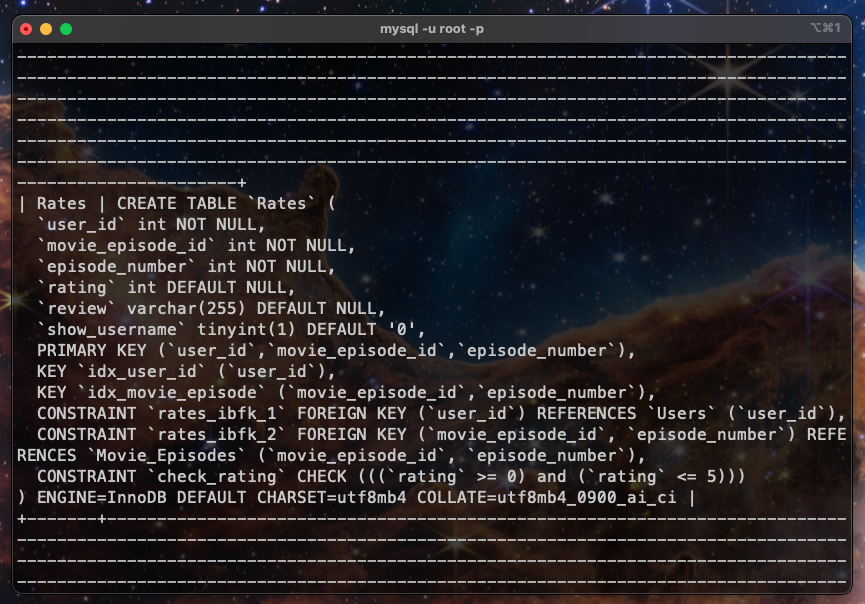 mysql -u root -p
⌥⌘1
--------------------------------------------------------------------------------
--------------------------------------------------------------------------------
--------------------------------------------------------------------------------
--------------------------------------------------------------------------------
--------------------------------------------------------------------------------
--------------------------------------------------------------------------------
----------------------+
| Rates | CREATE TABLE `Rates` (
  `user_id` int NOT NULL,
  `movie_episode_id` int NOT NULL,
  `episode_number` int NOT NULL,
  `rating` int DEFAULT NULL,
  `review` varchar(255) DEFAULT NULL,
  `show_username` tinyint(1) DEFAULT '0',
  PRIMARY KEY (`user_id`,`movie_episode_id`,`episode_number`),
  KEY `idx_user_id` (`user_id`),
  KEY `idx_movie_episode` (`movie_episode_id`,`episode_number`),
  CONSTRAINT `rates_ibfk_1` FOREIGN KEY (`user_id`) REFERENCES `Users` (`user_id`),
  CONSTRAINT `rates_ibfk_2` FOREIGN KEY (`movie_episode_id`, `episode_number`) REFE
RENCES `Movie_Episodes` (`movie_episode_id`, `episode_number`),
  CONSTRAINT `check_rating` CHECK (((`rating` >= 0) and (`rating` <= 5)))
) ENGINE=InnoDB DEFAULT CHARSET=utf8mb4 COLLATE=utf8mb4_0900_ai_ci |
+-------+--------------------------------------------------------------------------
--------------------------------------------------------------------------------
--------------------------------------------------------------------------------
--------------------------------------------------------------------------------